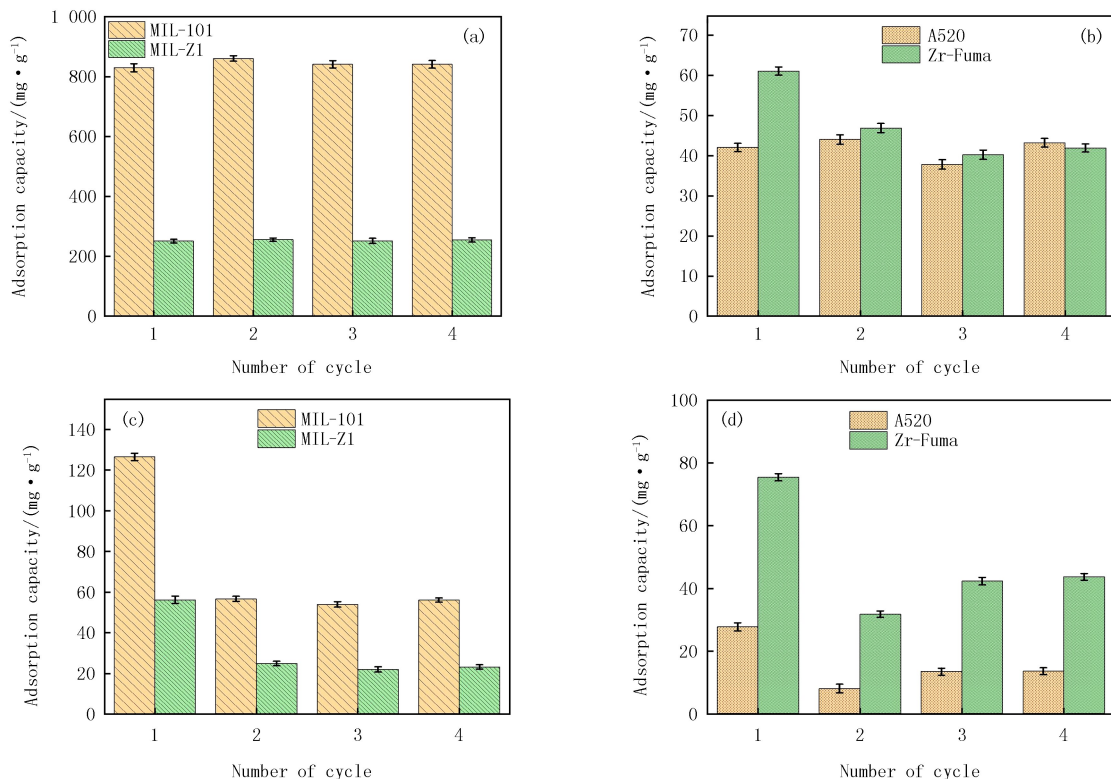 1 000
800
600
400
200
0
Adsorption capacity/(mg•g⁻¹)
MIL-101
MIL-Z1
(a)
1 2 3 4
Number of cycle
70
60
50
40
30
20
10
0
Adsorption capacity/(mg•g⁻¹)
A520
Zr-Fuma
(b)
1 2 3 4
Number of cycle
140
120
100
80
60
40
20
0
Adsorption capacity/(mg•g⁻¹)
(c)
MIL-101
MIL-Z1
1 2 3 4
Number of cycle
100
80
60
40
20
0
Adsorption capacity/(mg•g⁻¹)
(d)
A520
Zr-Fuma
1 2 3 4
Number of cycle